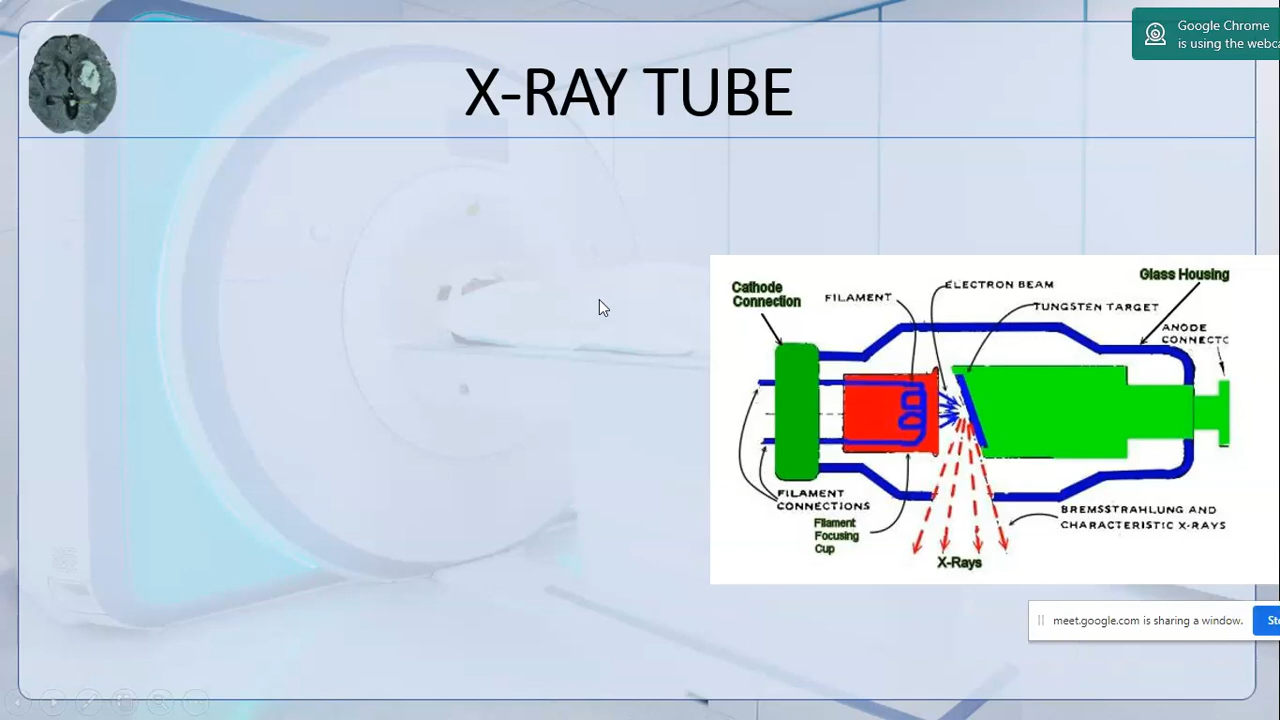 Google Chrome
is using the webca
X-RAY TUBE
Cathode
Connection
FILAMENT
ELECTRON BEAM
TUNGSTEN TARGET
Glass Housing
ANODE
CONNECTC
FILAMENT
CONNECTIONS
Filament
Focusing
Cup
X-Rays
BREMSSTRAHLUNG AND
CHARACTERISTIC X-RAYS
meet.google.com is sharing a window.
Sto